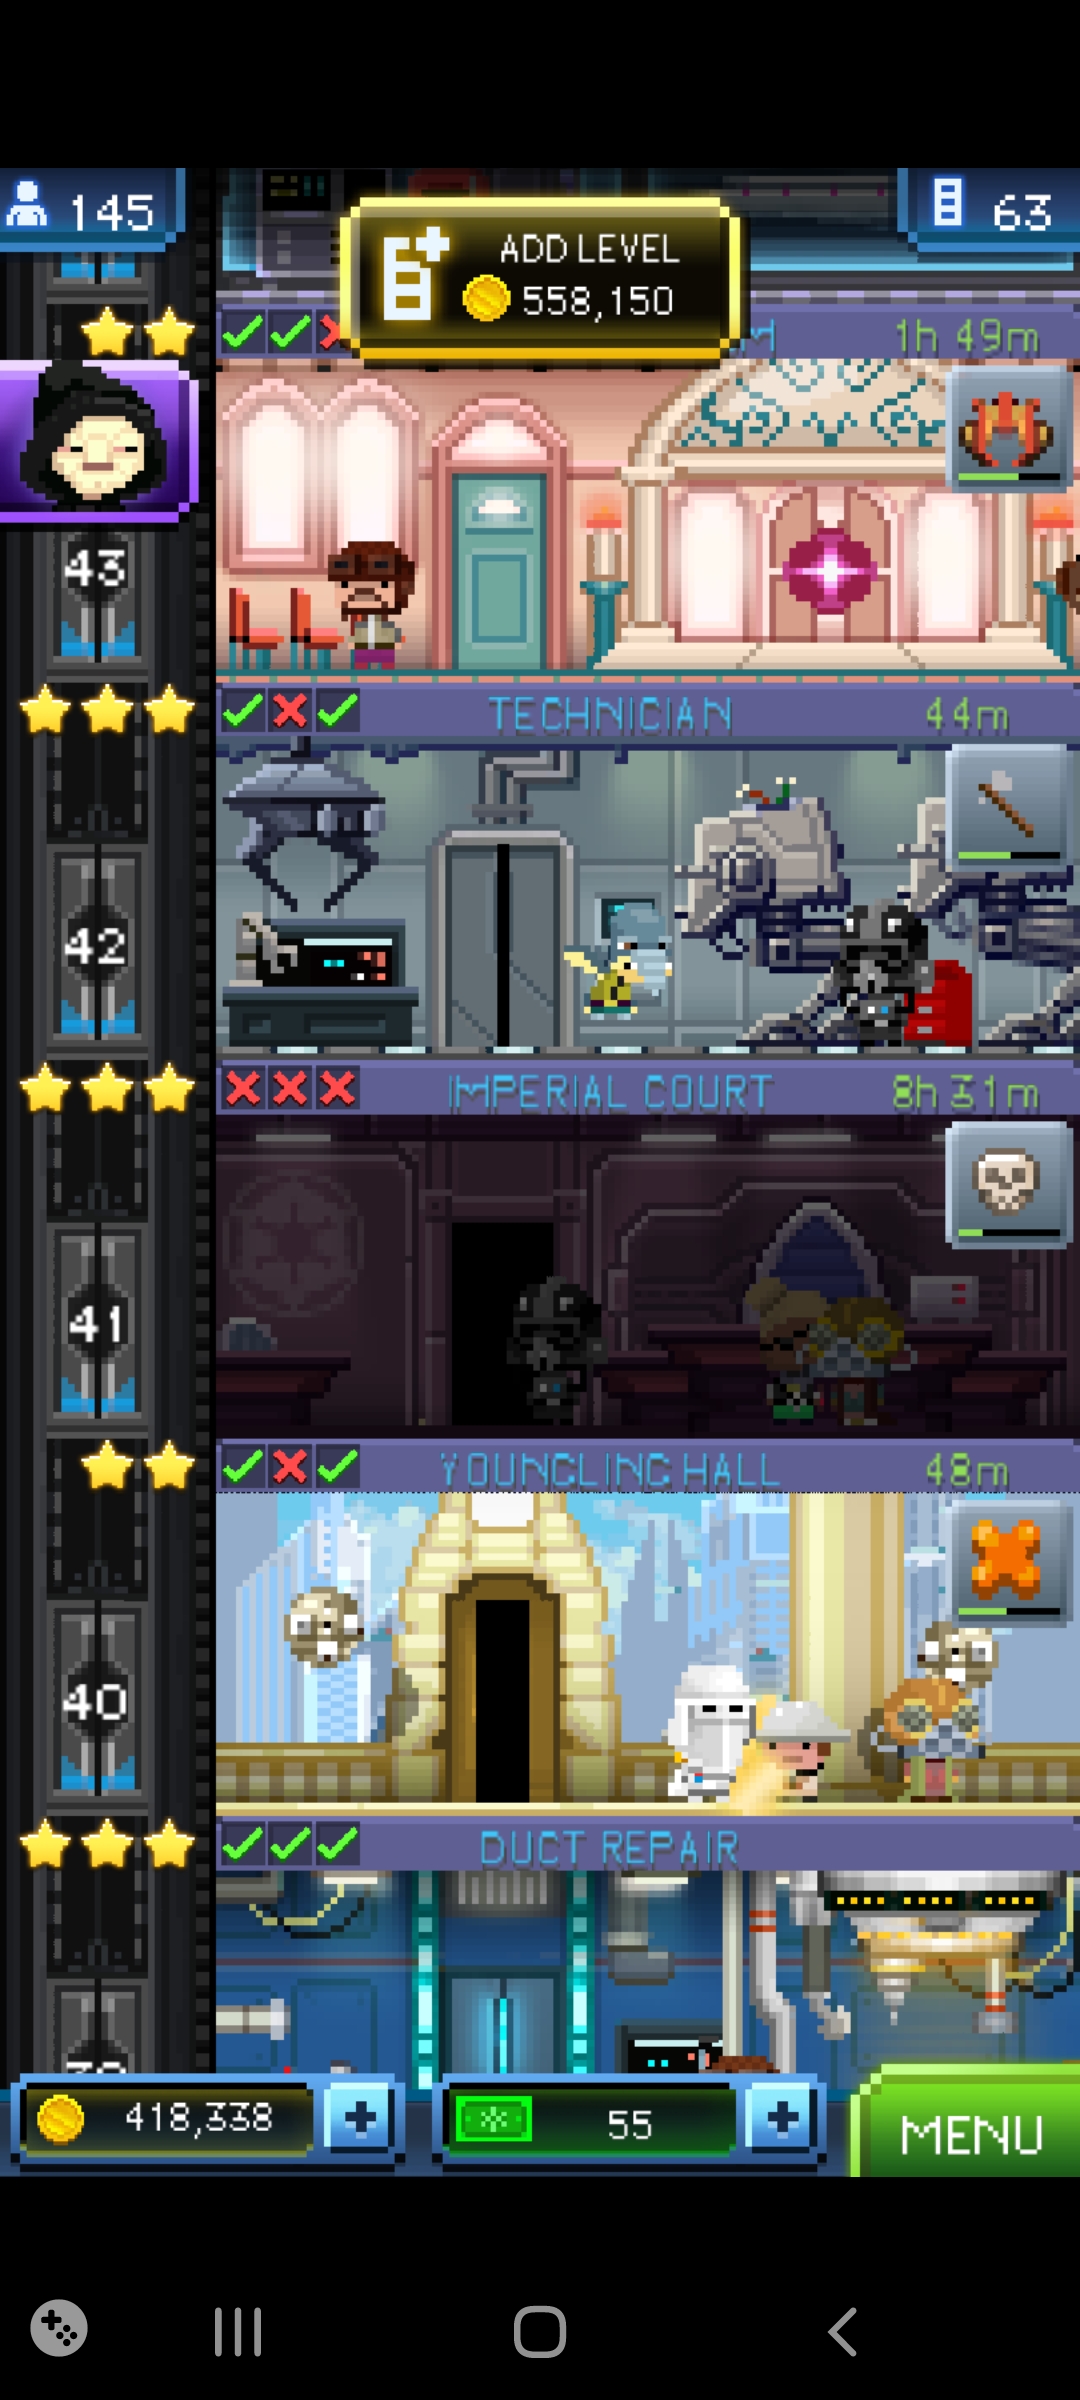 145
63
ADD LEVEL
558,150
1h 49m
43
TECHNICIAN
44m
42
IMPERIAL COURT
8h 31m
41
YOUNGLING HALL
48m
40
DUCT REPAIR
418,338
55
MENU